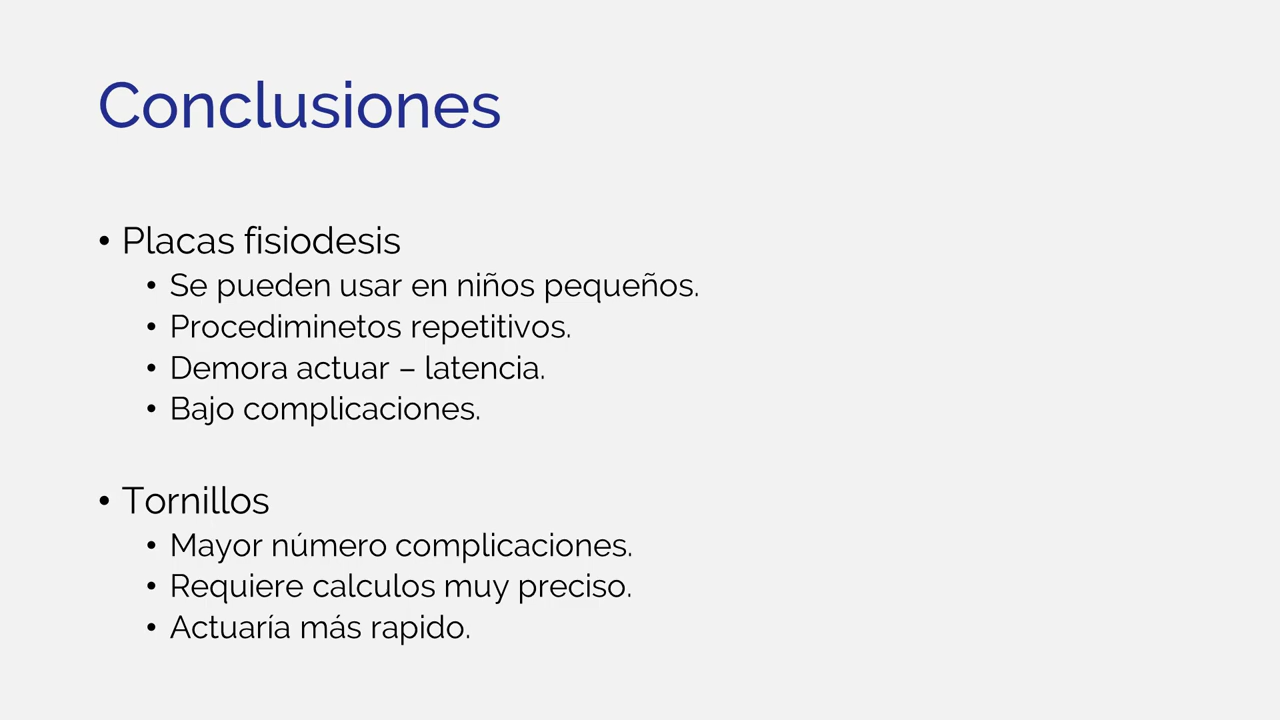 Conclusiones
• Placas fisiodesis
• Se pueden usar en niños pequeños.
• Procediminetos repetitivos.
• Demora actuar – latencia.
• Bajo complicaciones.
• Tornillos
• Mayor número complicaciones.
• Requiere calculos muy preciso.
• Actuaría más rapido.